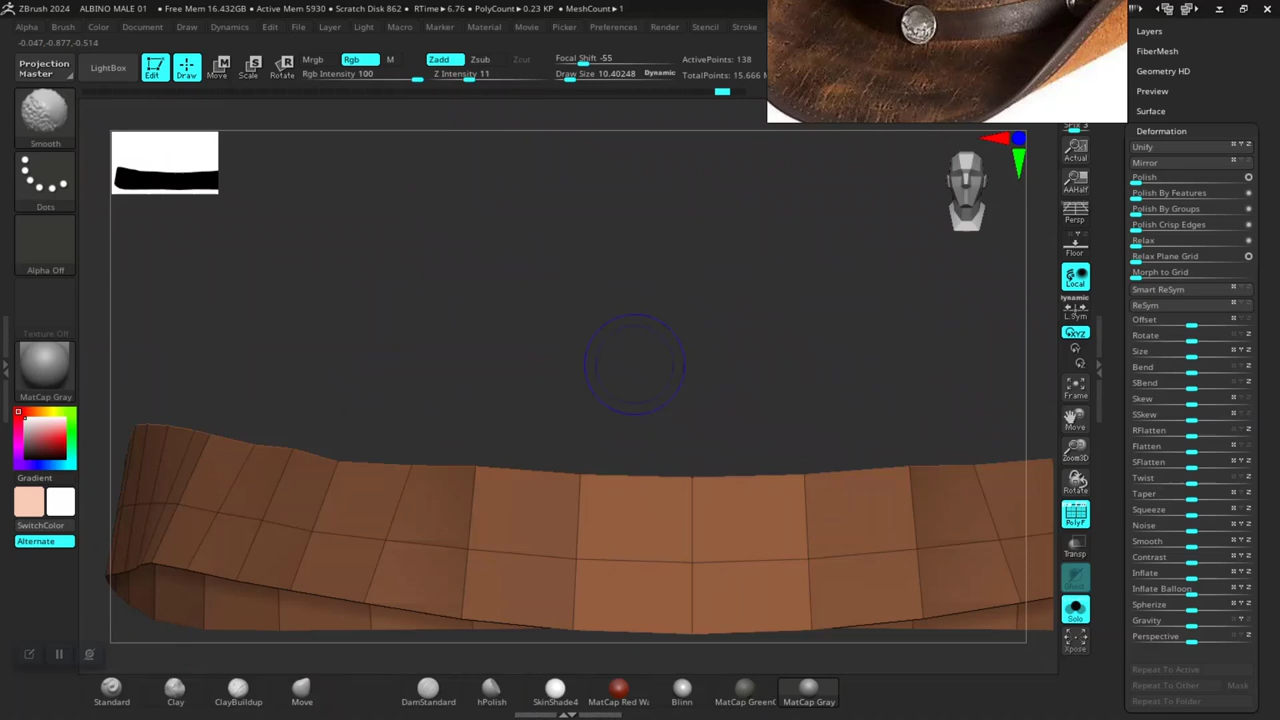 ZBrush 2024 ALBINO MALE 01 • Free Mem 16.432GB • Active Mem 5930 • Scratch Disk 862 • RTime▸6.76 • PolyCount▸0.23 KP • MeshCount▸1
Alpha Brush Color Document Draw Dynamics Edit File Layer Light Macro Marker Material Movie Picker Preferences Render Stencil Stroke
-0.047,-0.877,-0.514
Projection Master
LightBox
Edit
Draw
Move
Scale
Rotate
Mrgb Rgb M
Rgb Intensity 100
Zadd Zsub Zcut
Z Intensity 11
Focal Shift -55
Draw Size 10.40248 Dynamic
ActivePoints: 138
TotalPoints: 15.666 M
Smooth
Dots
Alpha Off
Texture Off
MatCap Gray
Gradient
SwitchColor
Alternate
SPix 3
Actual
AAHalf
Persp
Floor
Local
Dynamic
L.Sym
XYZ
Frame
Move
Zoom3D
Rotate
PolyF
Transp
Ghost
Solo
Xpose
Layers
FiberMesh
Geometry HD
Preview
Surface
Deformation
Unify
Mirror
Polish
Polish By Features
Polish By Groups
Polish Crisp Edges
Relax
Relax Plane Grid
Morph to Grid
Smart ReSym
ReSym
Offset
Rotate
Size
Bend
SBend
Skew
SSkew
RFlatten
Flatten
SFlatten
Twist
Taper
Squeeze
Noise
Smooth
Contrast
Inflate
Inflate Balloon
Spherize
Gravity
Perspective
Repeat To Active
Repeat To Other Mask
Repeat To Folder
Standard Clay ClayBuildup Move DamStandard hPolish SkinShade4 MatCap Red Wa Blinn MatCap GreenC MatCap Gray